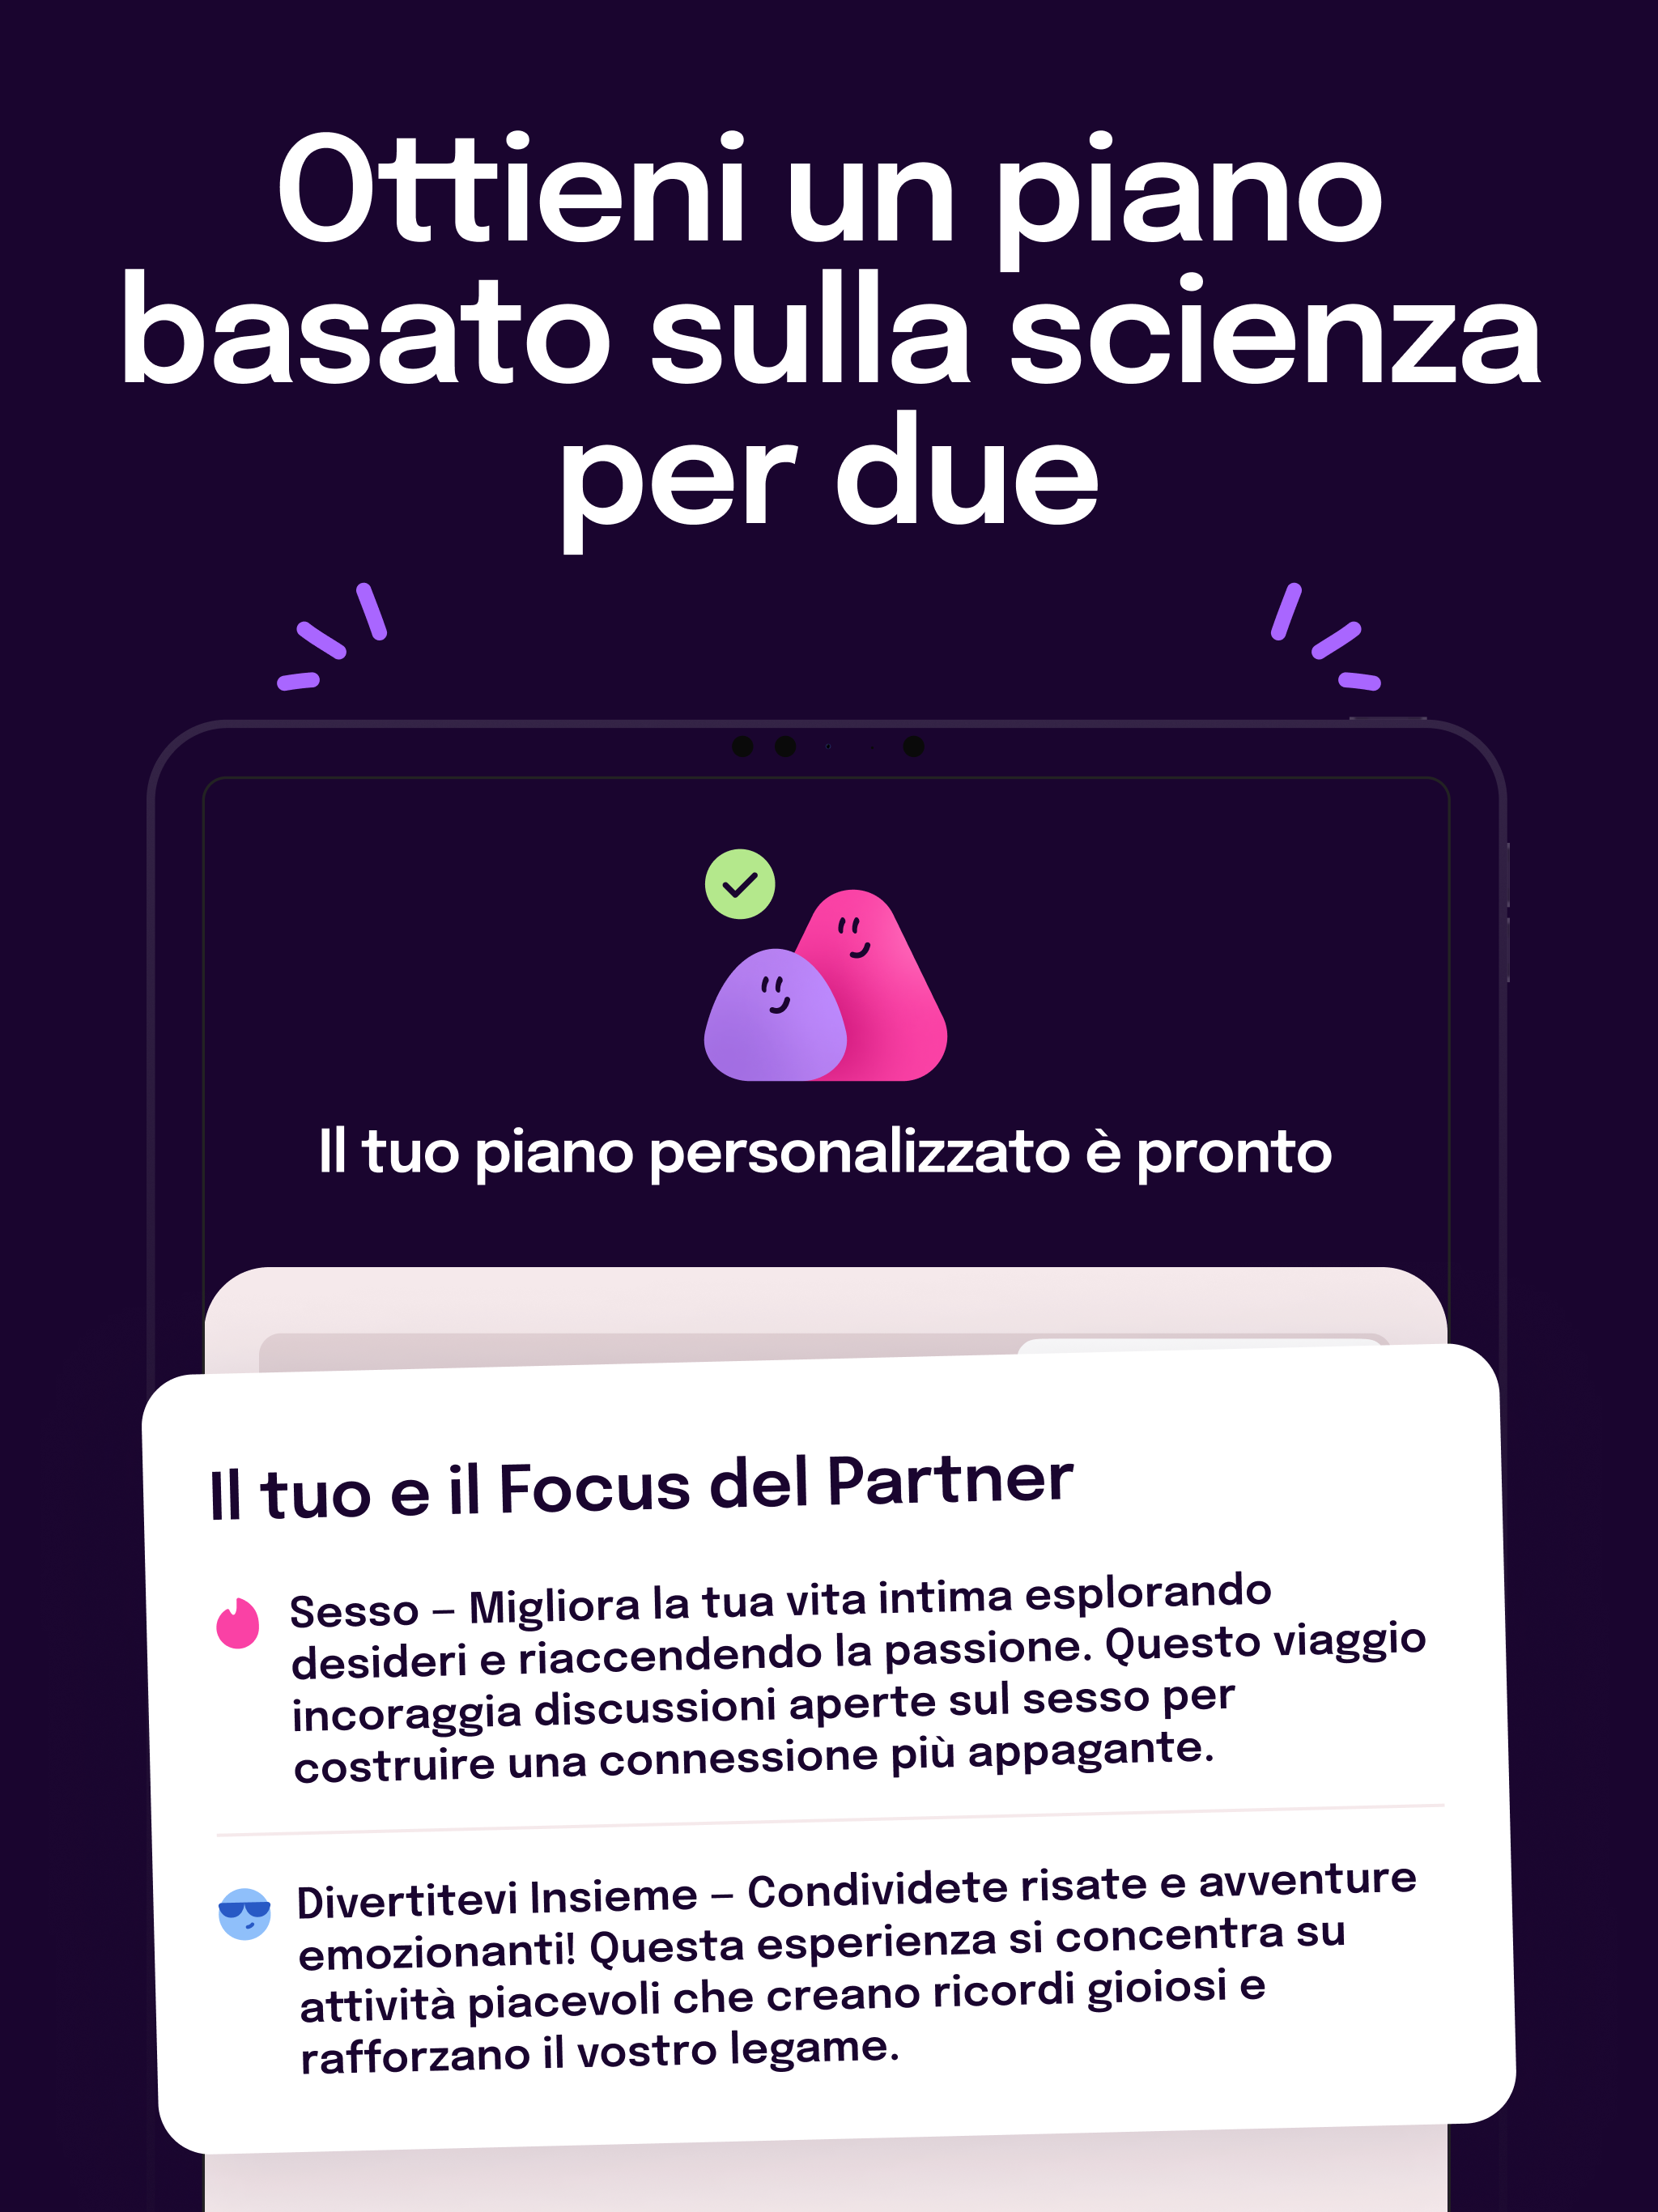 Ottieni un piano
basato sulla scienza
per due
Il tuo piano personalizzato è pronto
Il tuo e il Focus del Partner
Sesso – Migliora la tua vita intima esplorando
desideri e riaccendendo la passione. Questo viaggio
incoraggia discussioni aperte sul sesso per
costruire una connessione più appagante.
Divertitevi Insieme – Condividete risate e avventure
emozionanti! Questa esperienza si concentra su
attività piacevoli che creano ricordi gioiosi e
rafforzano il vostro legame.